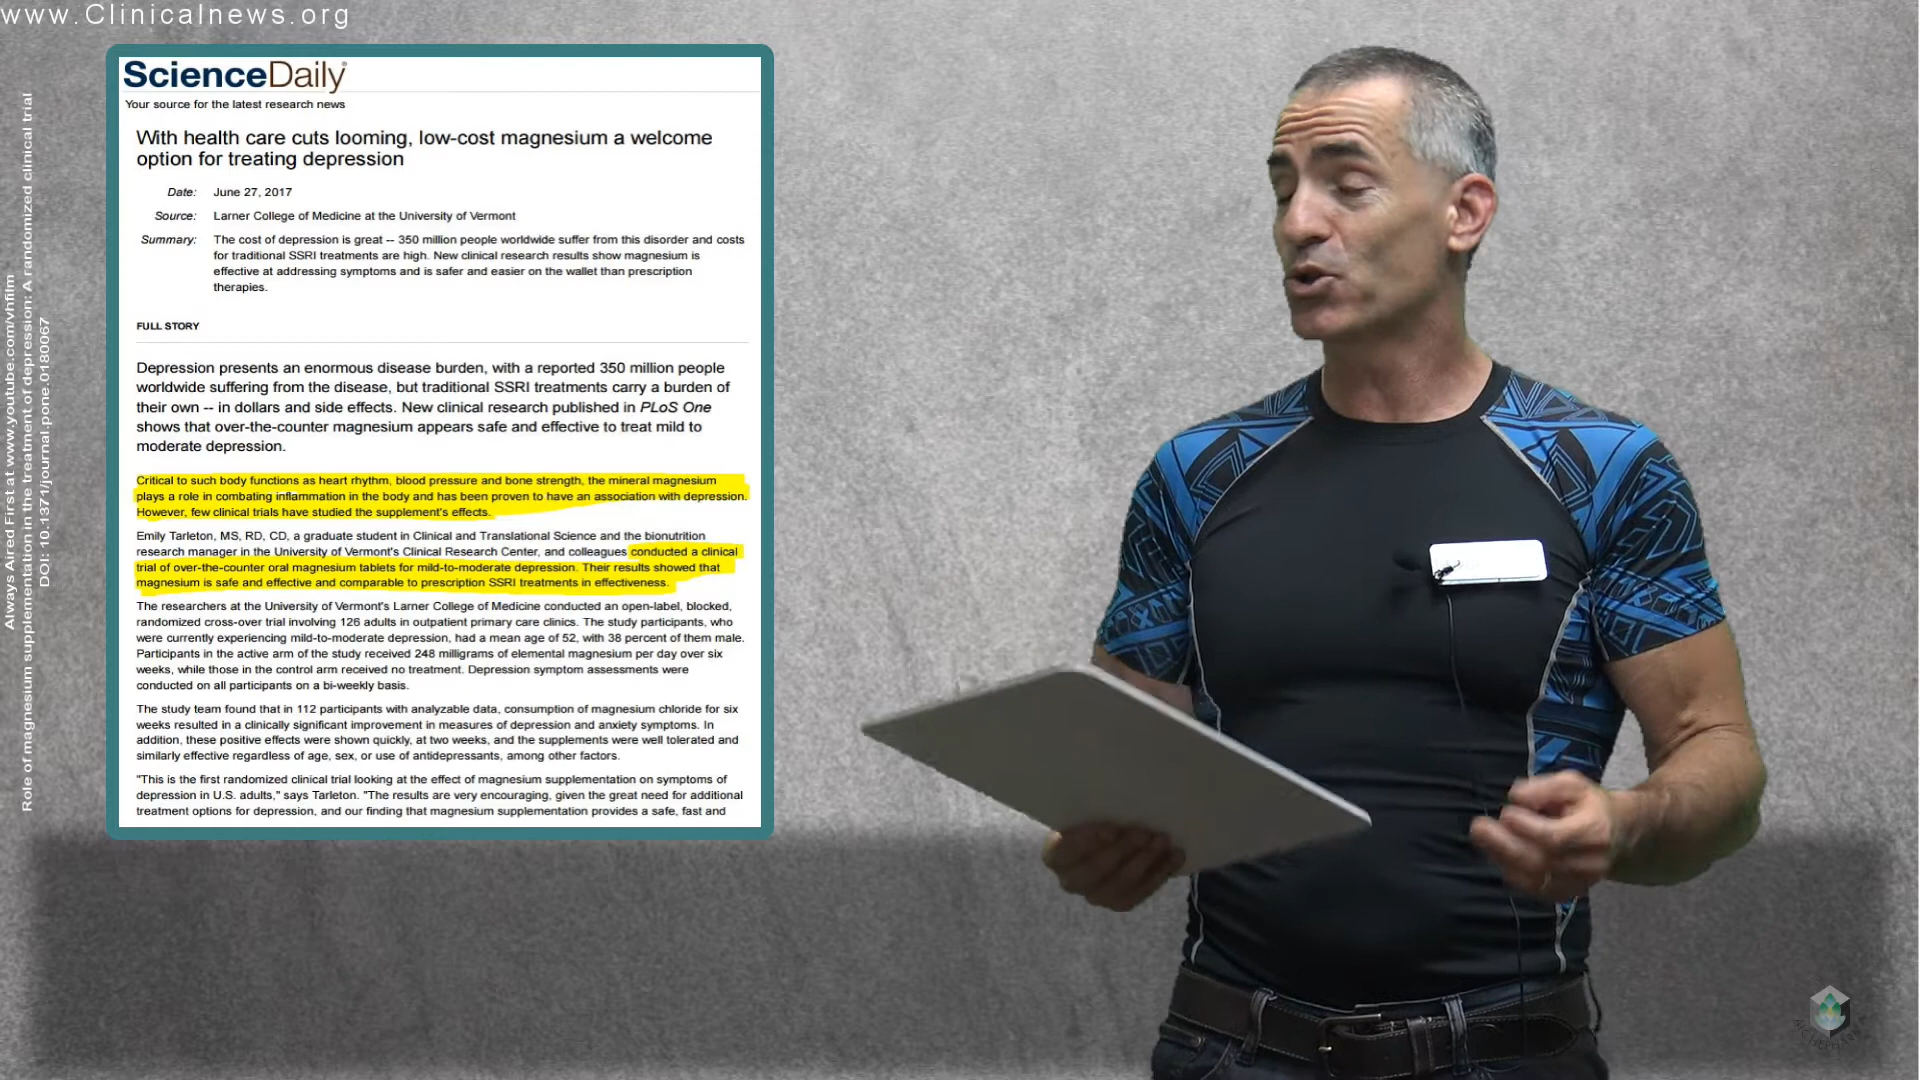 www.Clinicalnews.org
ScienceDaily
Your source for the latest research news
With health care cuts looming, low-cost magnesium a welcome
option for treating depression
Date: June 27, 2017
Source: Larner College of Medicine at the University of Vermont
Summary: The cost of depression is great -- 350 million people worldwide suffer from this disorder and costs
for traditional SSRI treatments are high. New clinical research results show magnesium is
effective at addressing symptoms and is safer and easier on the wallet than prescription
therapies.
FULL STORY
Depression presents an enormous disease burden, with a reported 350 million people
worldwide suffering from the disease, but traditional SSRI treatments carry a burden of
their own -- in dollars and side effects. New clinical research published in PLoS One
shows that over-the-counter magnesium appears safe and effective to treat mild to
moderate depression.
Critical to such body functions as heart rhythm, blood pressure and bone strength, the mineral magnesium
plays a role in combating inflammation in the body and has been proven to have an association with depression.
However, few clinical trials have studied the supplement's effects.
Emily Tarleton, MS, RD, CD, a graduate student in Clinical and Translational Science and the bionutrition
research manager in the University of Vermont's Clinical Research Center, and colleagues conducted a clinical
trial of over-the-counter oral magnesium tablets for mild-to-moderate depression. Their results showed that
magnesium is safe and effective and comparable to prescription SSRI treatments in effectiveness.
The researchers at the University of Vermont's Larner College of Medicine conducted an open-label, blocked,
randomized cross-over trial involving 126 adults in outpatient primary care clinics. The study participants, who
were currently experiencing mild-to-moderate depression, had a mean age of 52, with 38 percent of them male.
Participants in the active arm of the study received 248 milligrams of elemental magnesium per day over six
weeks, while those in the control arm received no treatment. Depression symptom assessments were
conducted on all participants on a bi-weekly basis.
The study team found that in 112 participants with analyzable data, consumption of magnesium chloride for six
weeks resulted in a clinically significant improvement in measures of depression and anxiety symptoms. In
addition, these positive effects were shown quickly, at two weeks, and the supplements were well tolerated and
similarly effective regardless of age, sex, or use of antidepressants, among other factors.
"This is the first randomized clinical trial looking at the effect of magnesium supplementation on symptoms of
depression in U.S. adults," says Tarleton. "The results are very encouraging, given the great need for additional
treatment options for depression, and our finding that magnesium supplementation provides a safe, fast and
Always Aired First at www.youtube.com/vhfilm
Role of magnesium supplementation in the treatment of depression: A randomized clinical trial
DOI: 10.1371/journal.pone.0180067